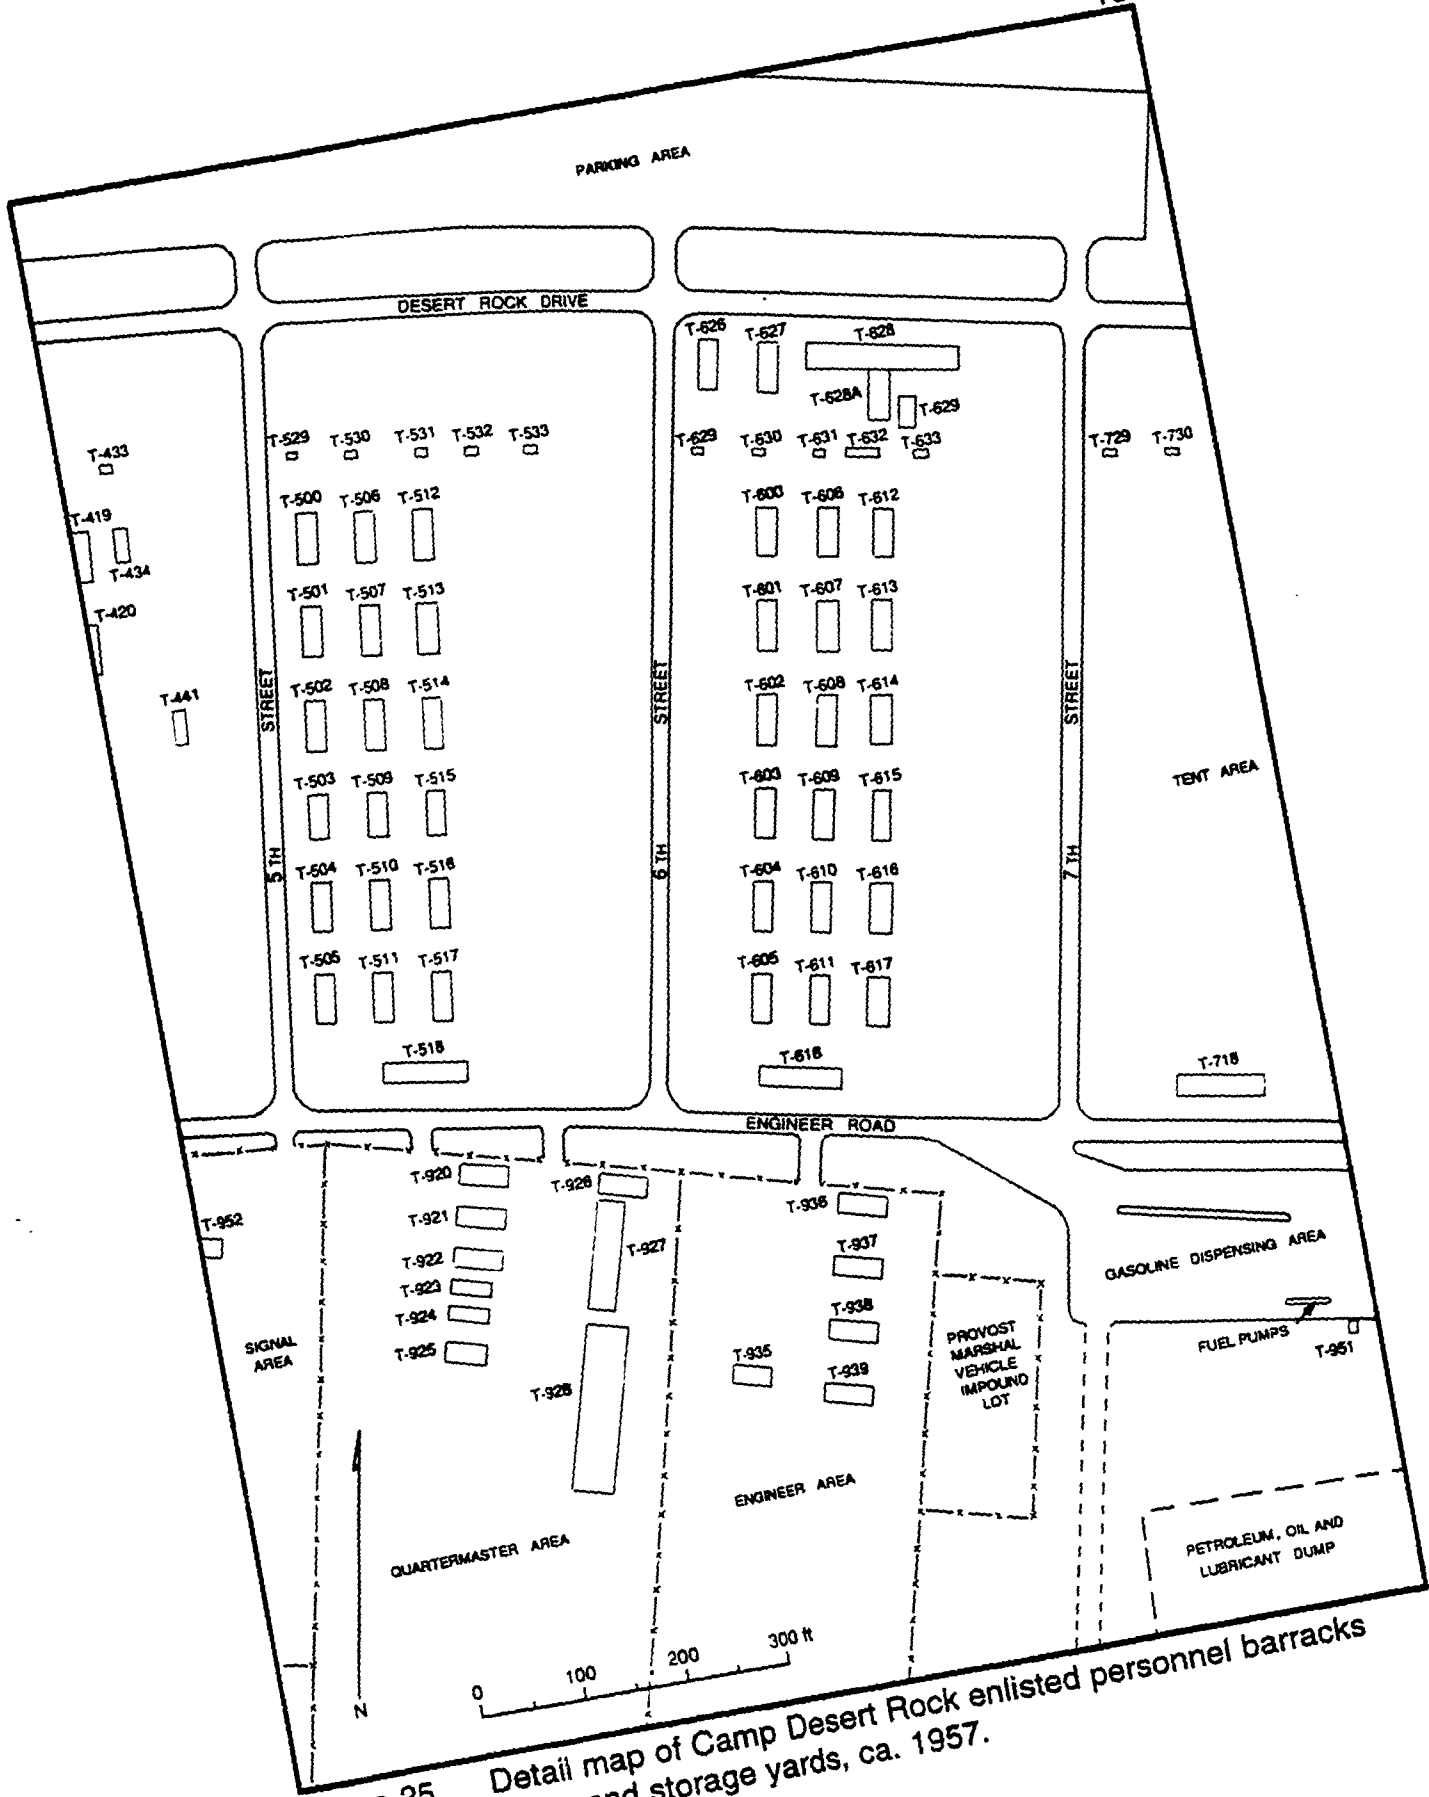 PARKING AREA
DESERT ROCK DRIVE
T-626
T-627
T-628
T-628A
T-629
T-433
T-529
T-530
T-531
T-532
T-533
T-629
T-630
T-631
T-632
T-633
T-729
T-730
T-419
T-434
T-420
T-441
T-500
T-506
T-512
T-600
T-606
T-612
T-501
T-507
T-513
T-601
T-607
T-613
T-502
T-508
T-514
T-602
T-608
T-614
T-503
T-509
T-515
T-603
T-609
T-615
T-504
T-510
T-516
T-604
T-610
T-616
T-505
T-511
T-517
T-605
T-611
T-617
5 TH STREET
6 TH STREET
7 TH STREET
TENT AREA
T-518
T-618
T-718
ENGINEER ROAD
T-920
T-921
T-922
T-923
T-924
T-925
T-926
T-927
T-928
T-952
T-936
T-937
T-938
T-939
T-935
SIGNAL
AREA
PROVOST
MARSHAL
VEHICLE
IMPOUND
LOT
GASOLINE DISPENSING AREA
FUEL PUMPS
T-951
ENGINEER AREA
QUARTERMASTER AREA
PETROLEUM, OIL AND
LUBRICANT DUMP
N
0 100 200 300 ft
Detail map of Camp Desert Rock enlisted personnel barracks
storage yards, ca. 1957.